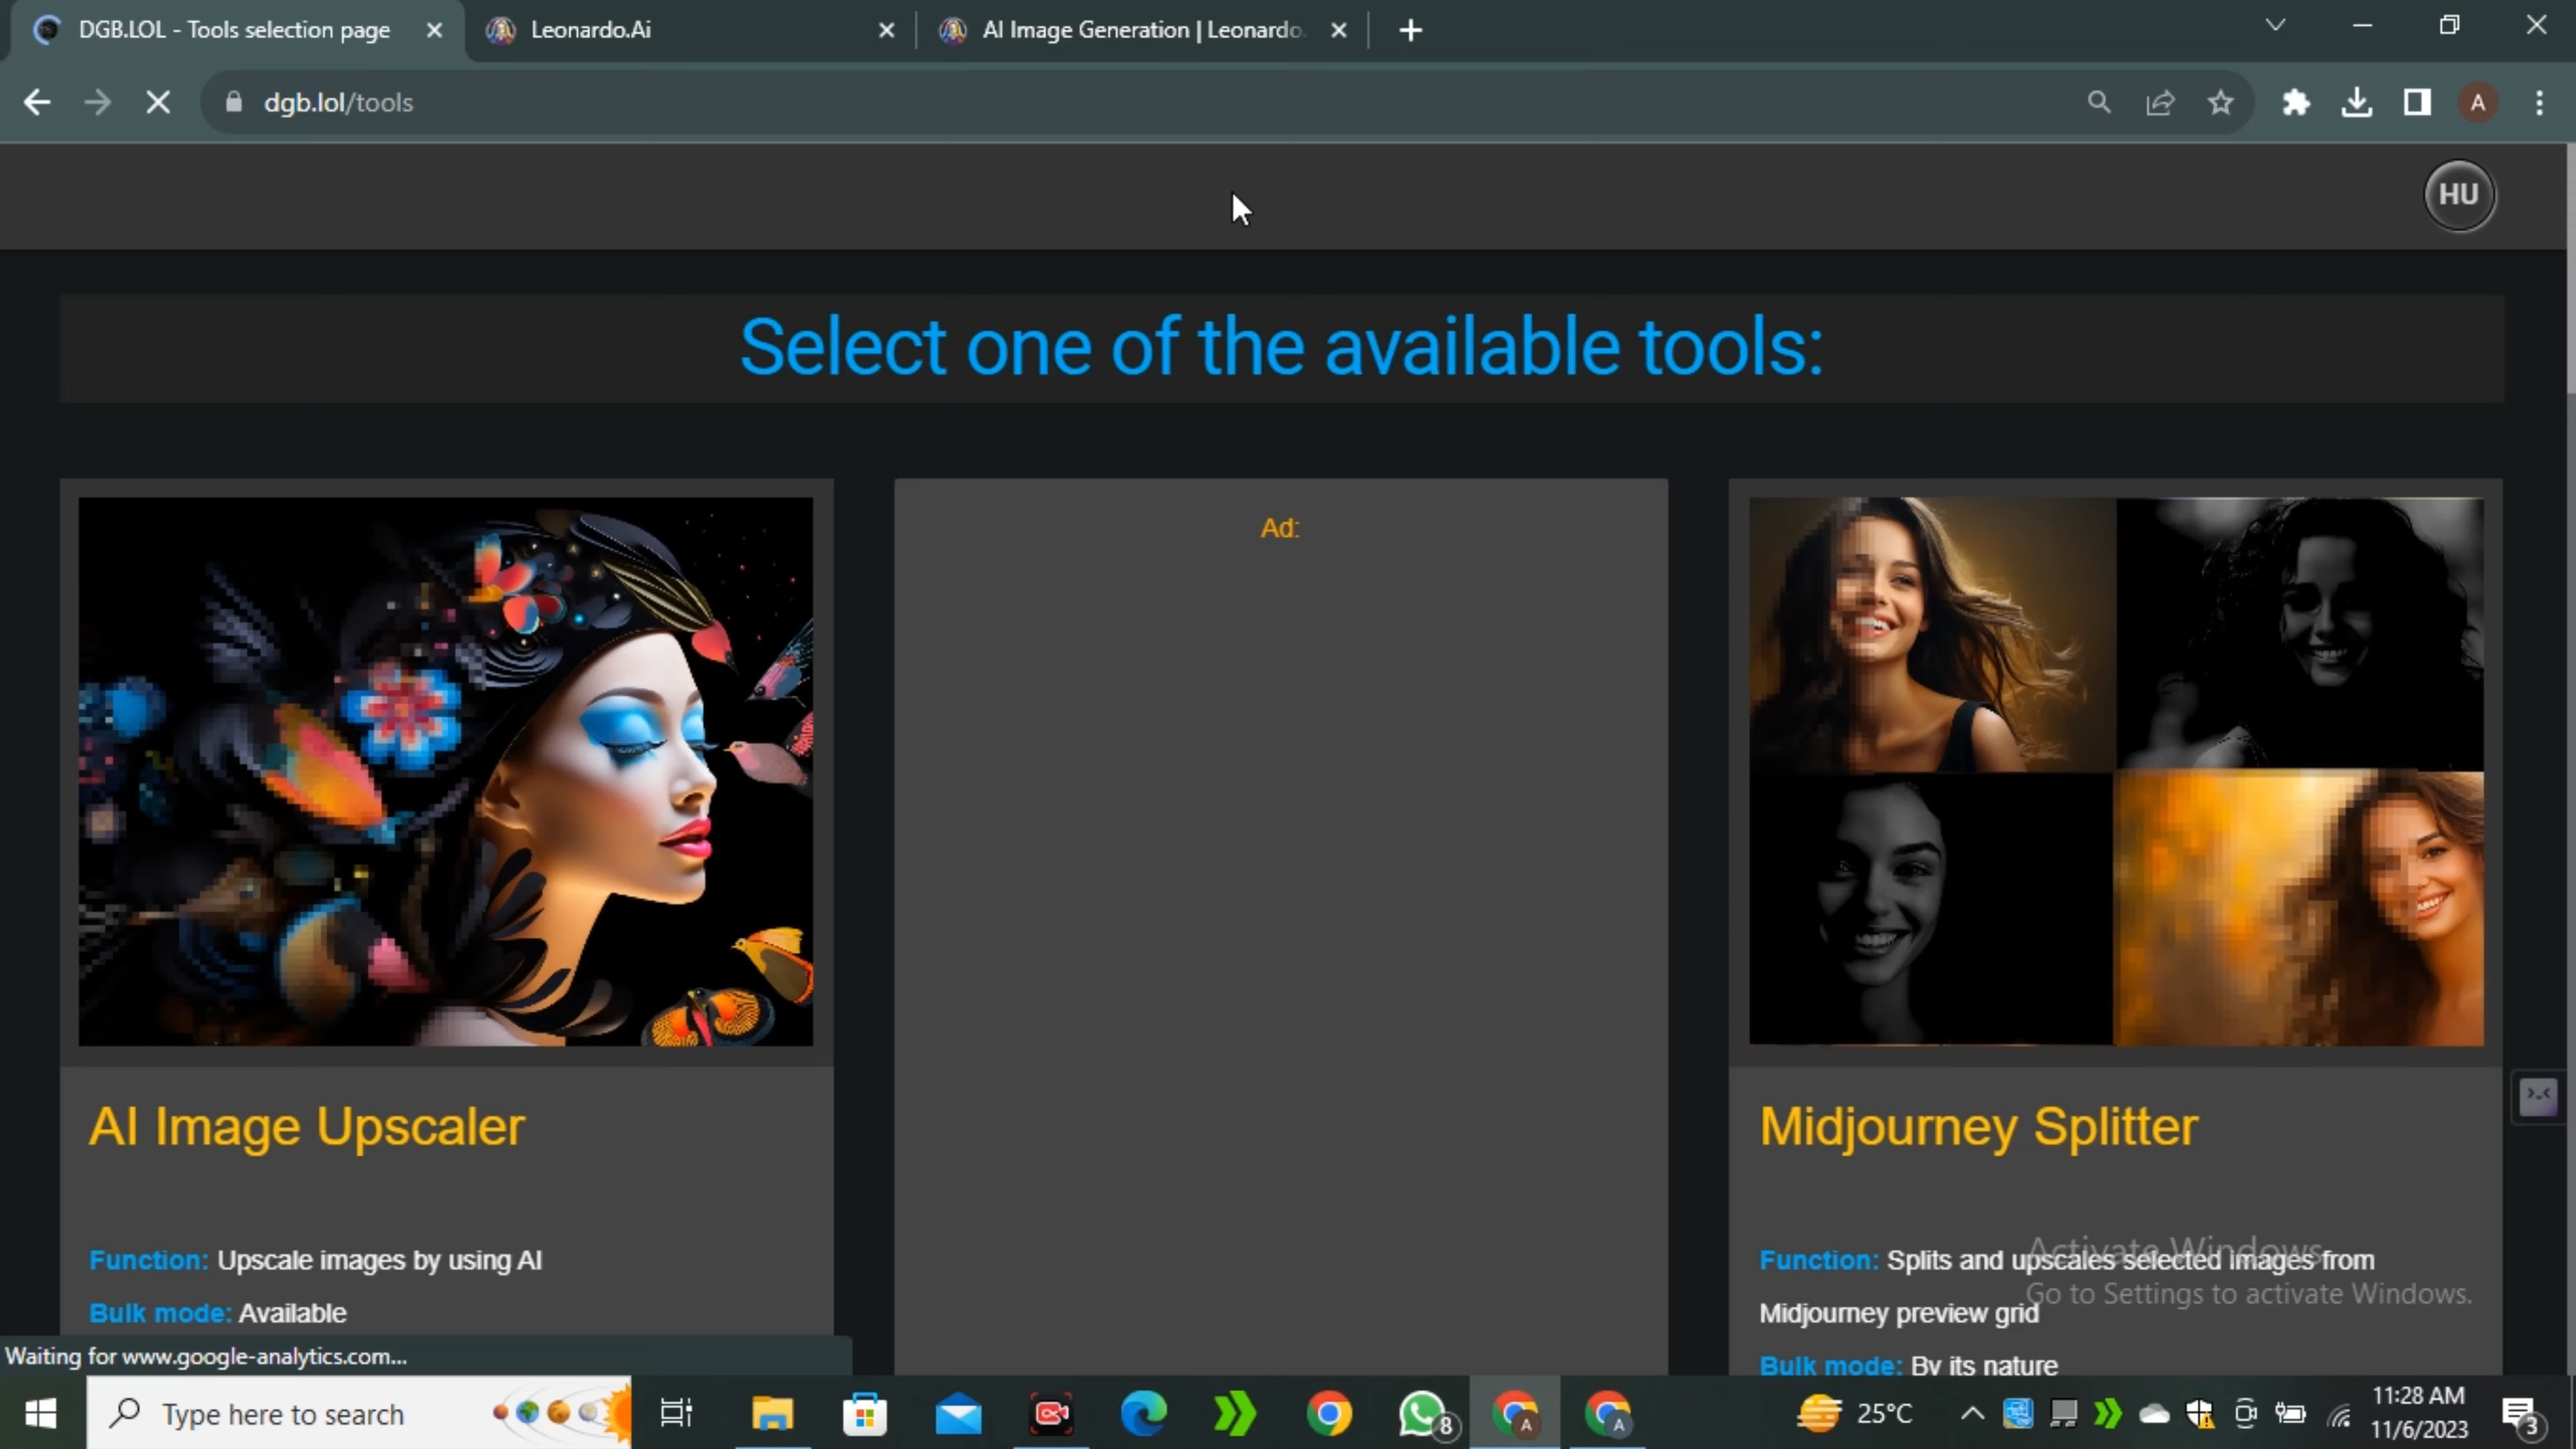 DGB.LOL - Tools selection page
Leonardo.Ai
AI Image Generation | Leonardo.
dgb.lol/tools
A
HU
Select one of the available tools:
Ad:
AI Image Upscaler
Function: Upscale images by using AI
Bulk mode: Available
Midjourney Splitter
Function: Splits and upscales selected images from
Midjourney preview grid
Bulk mode: By its nature
Activate Windows
Go to Settings to activate Windows.
Waiting for www.google-analytics.com...
Type here to search
8
A
A
25°C
11:28 AM
11/6/2023
3